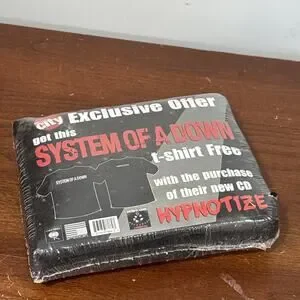 city Exclusive Offer
get this
SYSTEM OF A DOWN
t-shirt Free
with the purchase
of their new CD
HYPNOTIZE
SYSTEM OF A DOWN